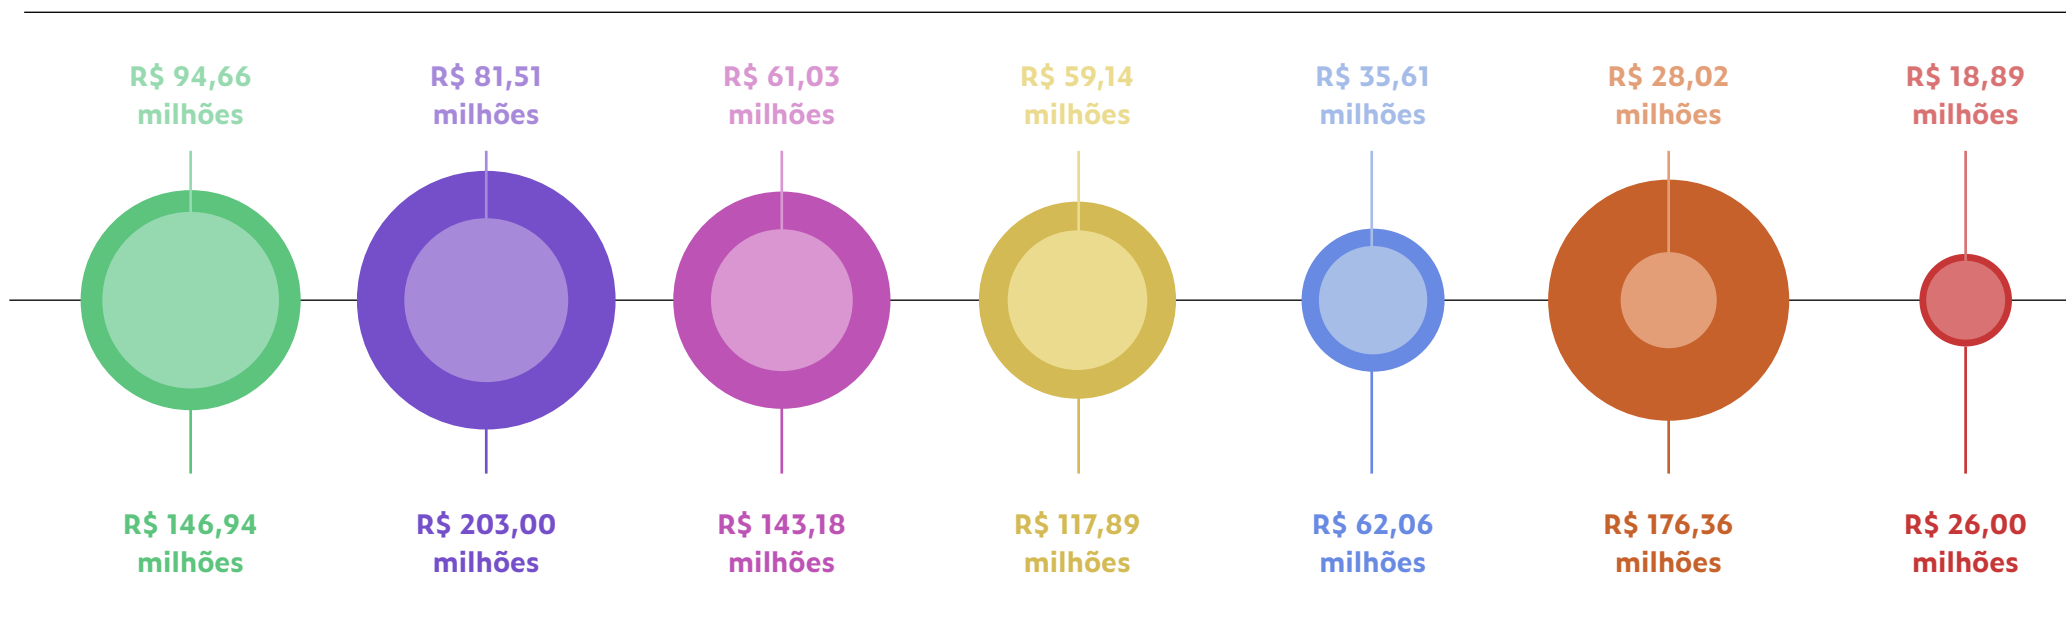 R$ 94,66
milhões
R$ 81,51
milhões
R$ 61,03
milhões
R$ 59,14
milhões
R$ 35,61
milhões
R$ 28,02
milhões
R$ 18,89
milhões
R$ 146,94
milhões
R$ 203,00
milhões
R$ 143,18
milhões
R$ 117,89
milhões
R$ 62,06
milhões
R$ 176,36
milhões
R$ 26,00
milhões